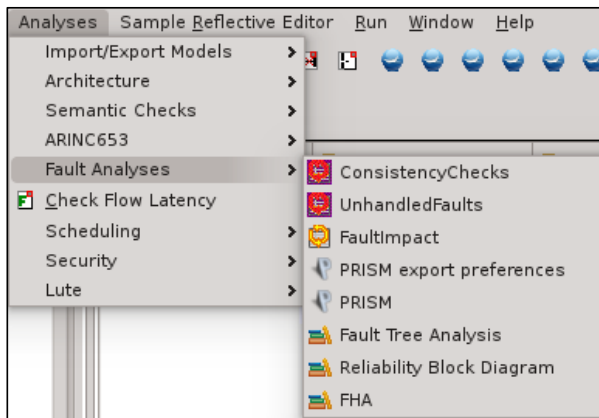 Analyses Sample Reflective Editor Run Window Help
Import/Export Models
Architecture
Semantic Checks
ARINC653
Fault Analyses
Check Flow Latency
Scheduling
Security
Lute
ConsistencyChecks
UnhandledFaults
FaultImpact
PRISM export preferences
PRISM
Fault Tree Analysis
Reliability Block Diagram
FHA